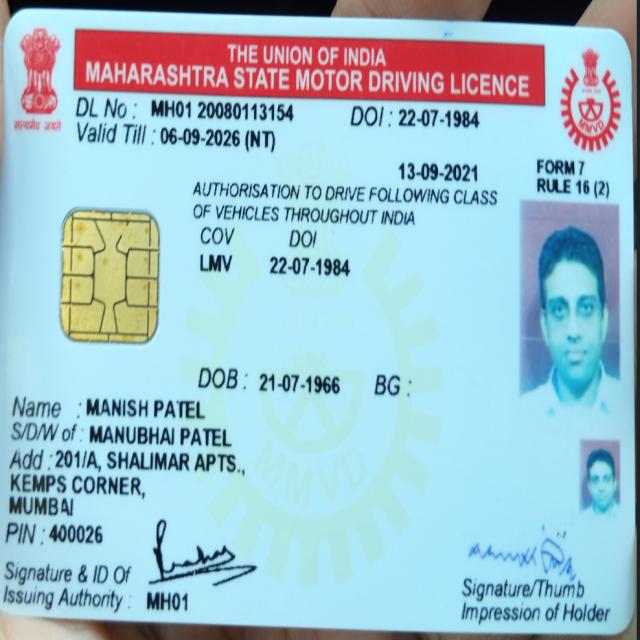 THE UNION OF INDIA
MAHARASHTRA STATE MOTOR DRIVING LICENCE
सत्यमेव जयते
MMVD
DL No : MH01 20080113154 DOI : 22-07-1984
Valid Till : 06-09-2026 (NT)
13-09-2021
FORM 7
RULE 16 (2)
AUTHORISATION TO DRIVE FOLLOWING CLASS
OF VEHICLES THROUGHOUT INDIA
COV DOI
LMV 22-07-1984
DOB : 21-07-1966 BG :
MMVD
Name : MANISH PATEL
S/D/W of : MANUBHAI PATEL
Add : 201/A, SHALIMAR APTS.,
KEMPS CORNER,
MUMBAI
PIN : 400026
Signature & ID Of
Issuing Authority : MH01
Signature/Thumb
Impression of Holder